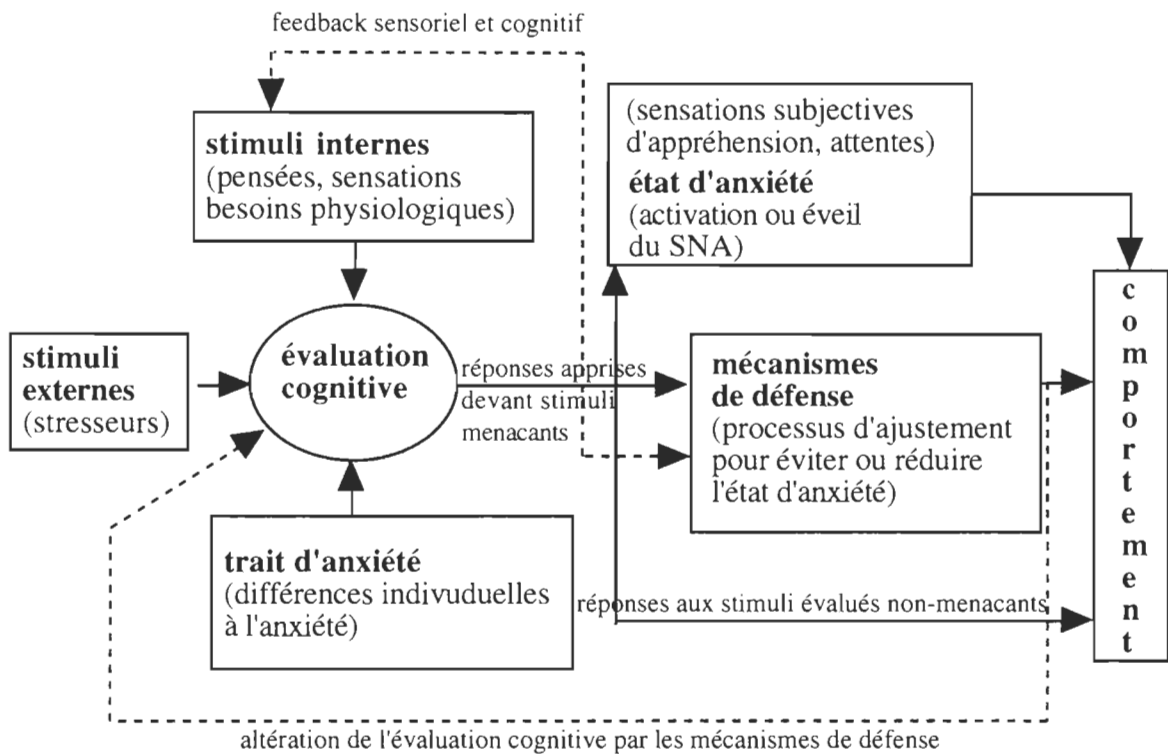 feedback sensoriel et cognitif
stimuli internes
(pensées, sensations
besoins physiologiques)
(sensations subjectives
d'appréhension, attentes)
état d'anxiété
(activation ou éveil
du SNA)
stimuli
externes
(stresseurs)
évaluation
cognitive
réponses apprises
devant stimuli
menacants
mécanismes
de défense
(processus d'ajustement
pour éviter ou réduire
l'état d'anxiété)
comportement
trait d'anxiété
(différences indivuduelles
à l'anxiété)
réponses aux stimuli évalués non-menacants
altération de l'évaluation cognitive par les mécanismes de défense